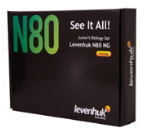 N80
See It All!
Junior's Biology Set
Levenhuk N80 NG
levenhuk